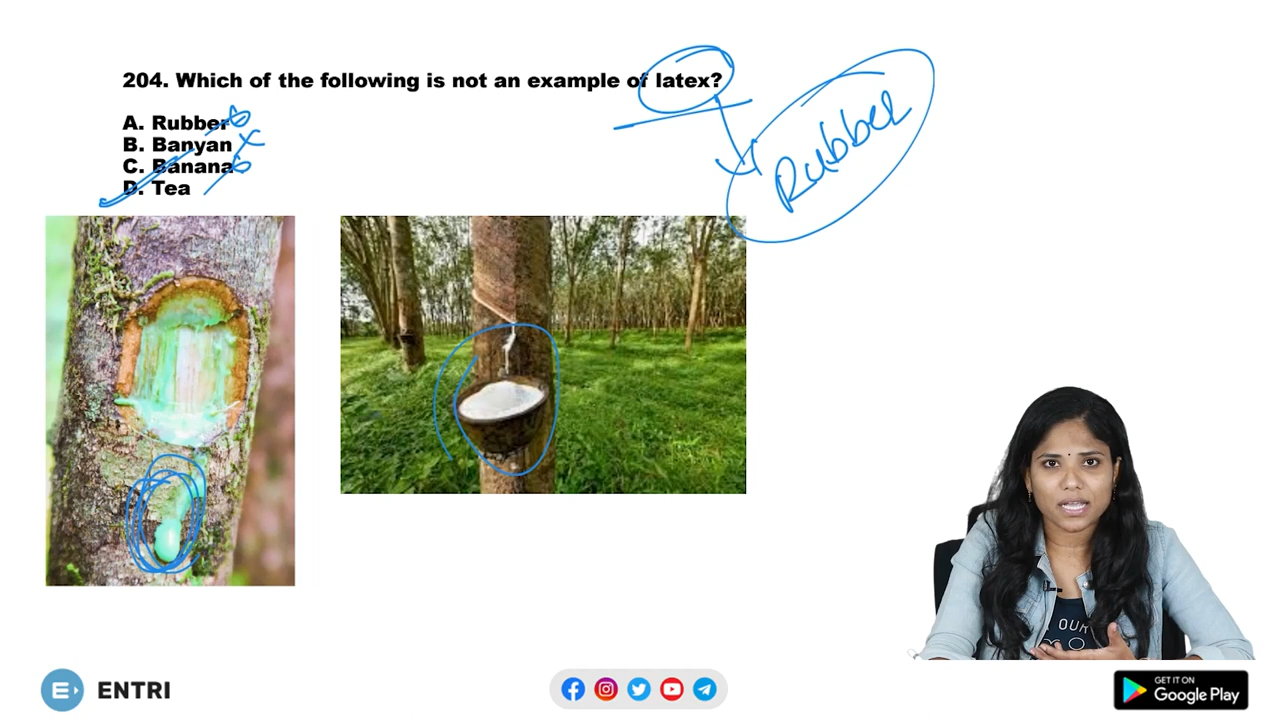 204. Which of the following is not an example of latex?
A. Rubber
B. Banyan
C. Banana
D. Tea
Rubber
OUR
ENTRI
GET IT ON
Google Play